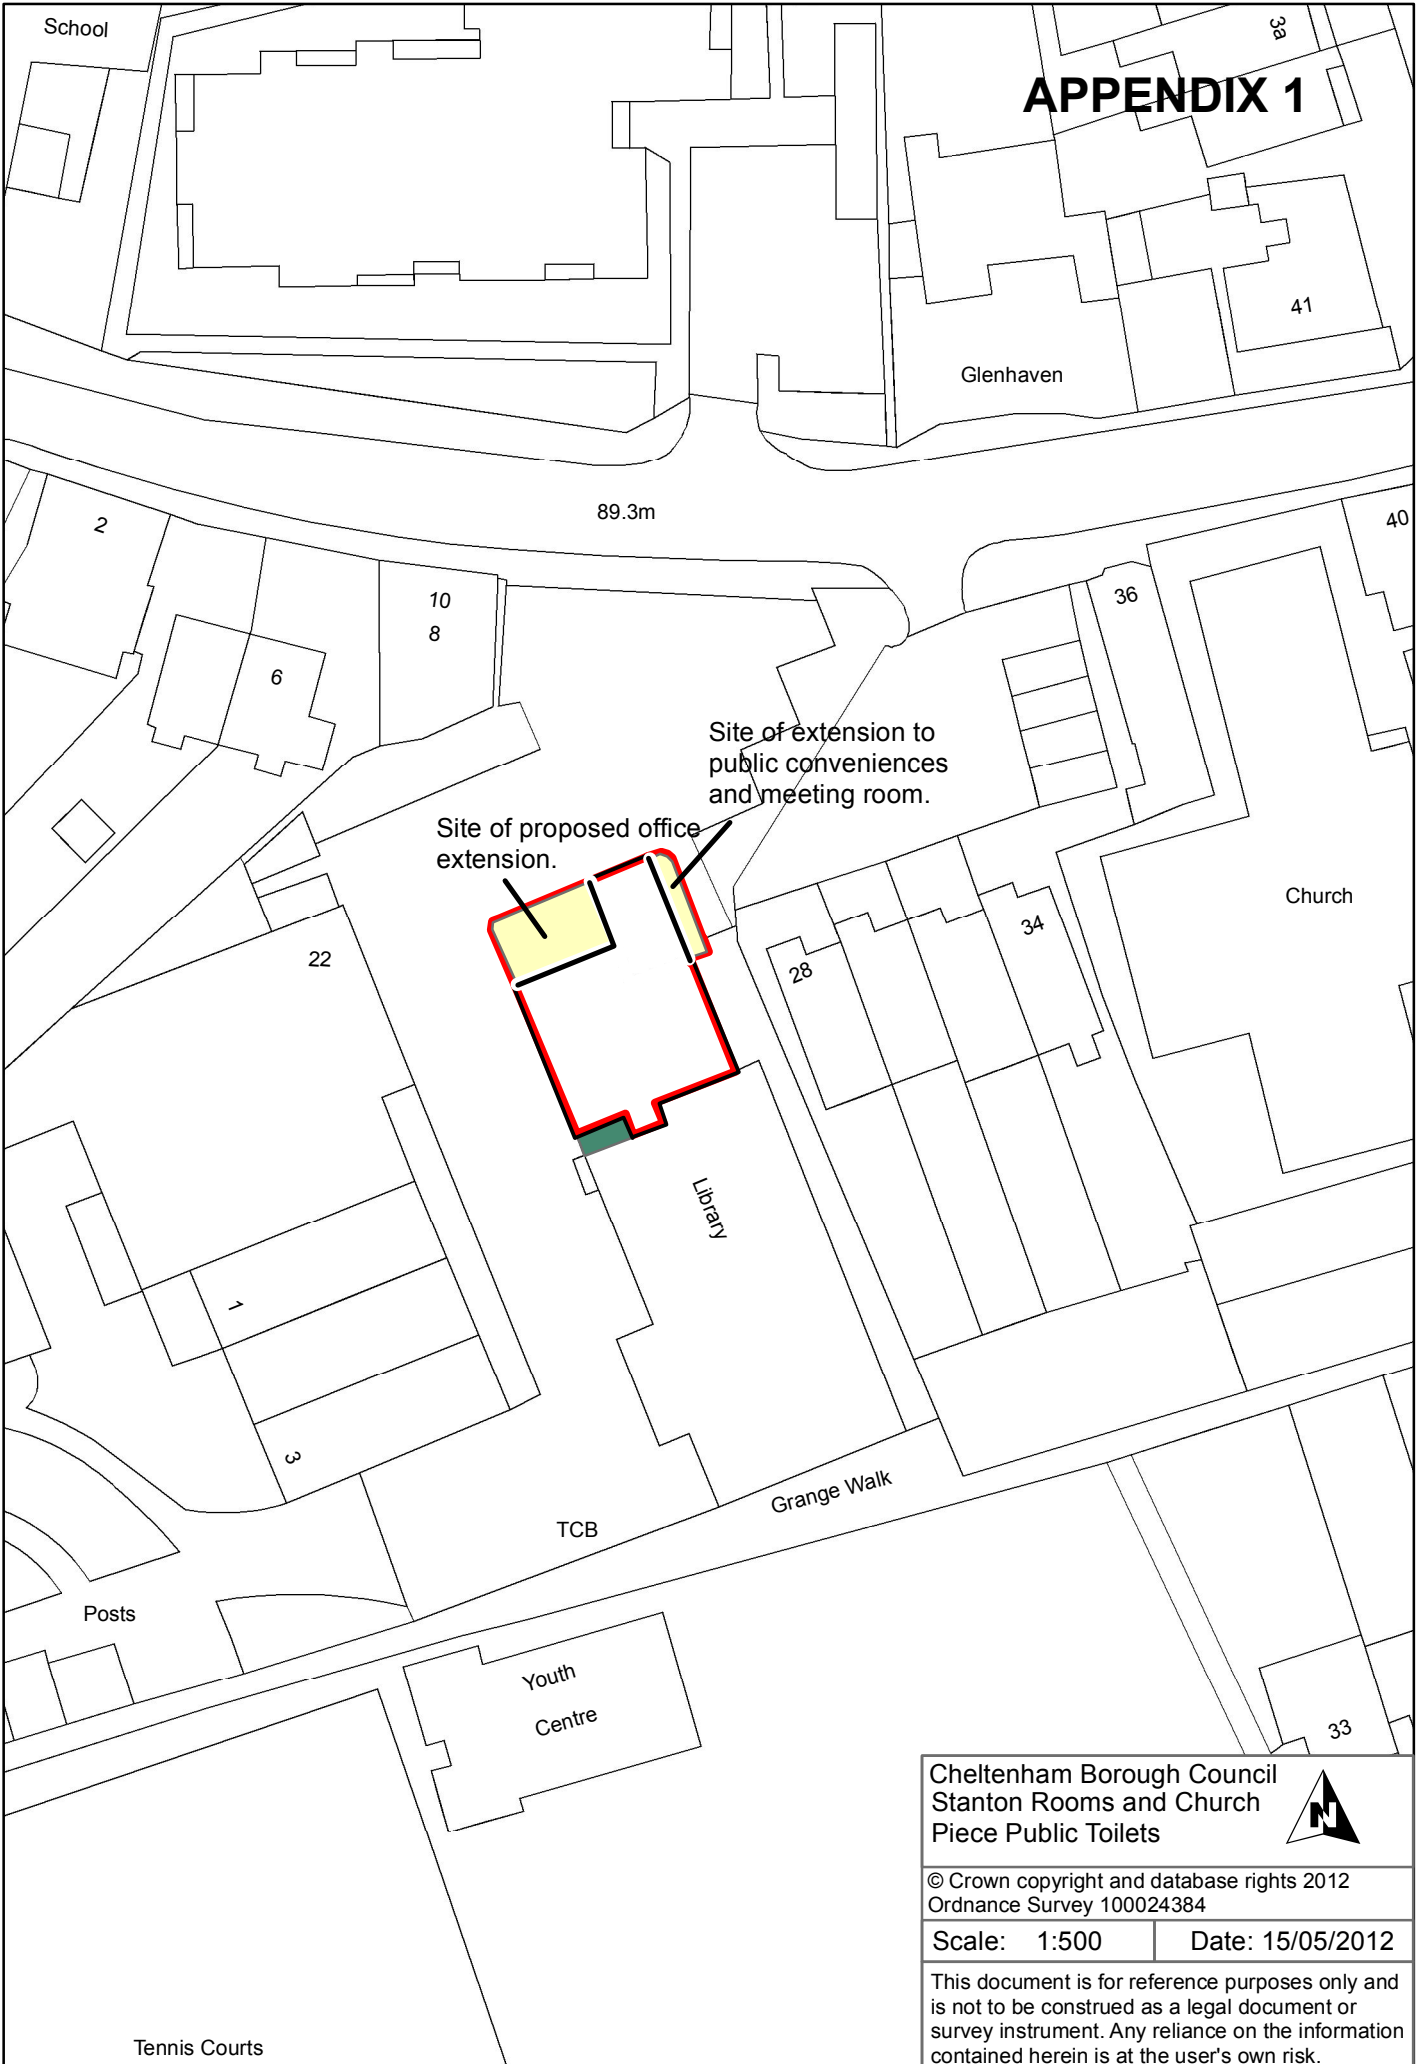 School
3a
APPENDIX 1
41
Glenhaven
89.3m
2
40
10
8
36
6
Site of extension to
public conveniences
and meeting room.
Site of proposed office
extension.
Church
34
22
28
Library
1
3
Grange Walk
TCB
Posts
Youth
Centre
33
Cheltenham Borough Council
Stanton Rooms and Church
Piece Public Toilets
N
© Crown copyright and database rights 2012
Ordnance Survey 100024384
Scale: 1:500
Date: 15/05/2012
This document is for reference purposes only and
is not to be construed as a legal document or
survey instrument. Any reliance on the information
contained herein is at the user's own risk.
Tennis Courts